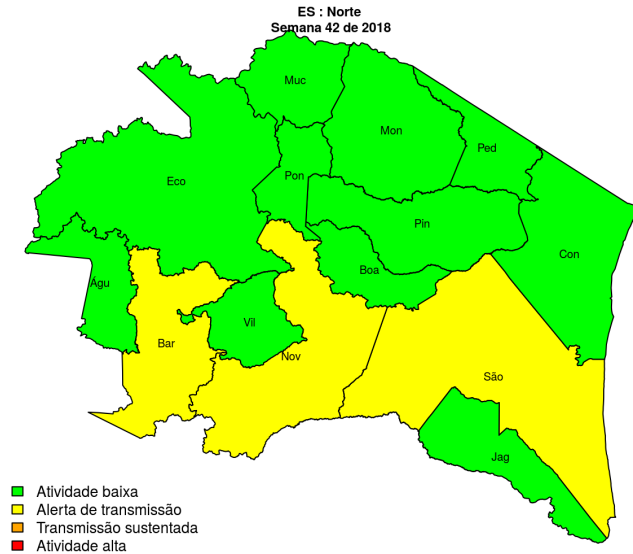 ES : Norte
Semana 42 de 2018
Muc
Mon
Ped
Eco
Pon
Pin
Con
Boa
Águ
Vil
Bar
Nov
São
Jag
Atividade baixa
Alerta de transmissão
Transmissão sustentada
Atividade alta